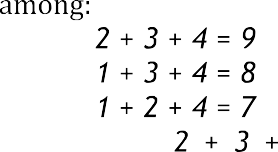 among:
2 + 3 + 4 = 9
1 + 3 + 4 = 8
1 + 2 + 4 = 7
2 + 3 +